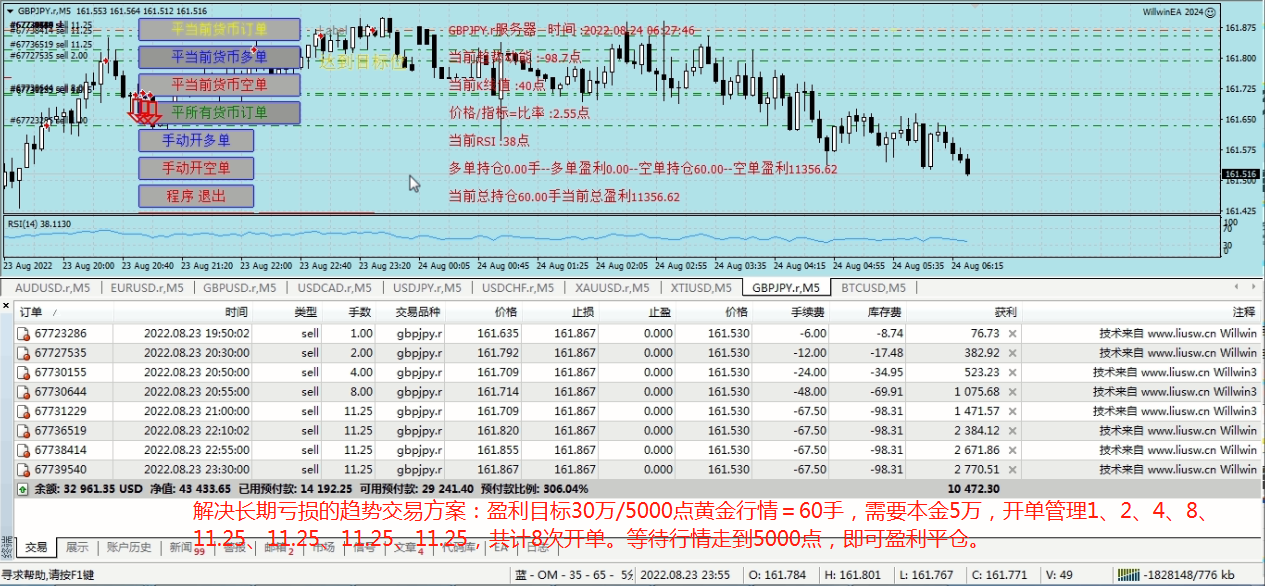 GBPJPY.r,M5 161.553 161.564 161.512 161.516
WillwinEA 2024☺
#67738414 sell 11.25
#67736519 sell 11.25
#67727535 sell 2.00
平当前货币订单
平当前货币多单
平当前货币空单
平所有货币订单
手动开多单
手动开空单
程序 退出
Label
达到目标位
GBPJPY.r服务器 时间 :2022.08.24 06:27:46
当前趋势动能 :-98.7点
当前K线值 :40点
价格/指标=比率 :2.55点
当前RSI :38点
多单持仓0.00手--多单盈利0.00--空单持仓60.00--空单盈利11356.62
当前总持仓60.00手当前总盈利11356.62
161.875
161.800
161.725
161.650
161.575
161.516
161.500
161.425
RSI(14) 38.1130
100
70
30
0
23 Aug 2022 23 Aug 20:00 23 Aug 20:40 23 Aug 21:20 23 Aug 22:00 23 Aug 22:40 23 Aug 23:20 24 Aug 00:05 24 Aug 00:45 24 Aug 01:25 24 Aug 02:05 24 Aug 02:55 24 Aug 03:35 24 Aug 04:15 24 Aug 04:55 24 Aug 05:35 24 Aug 06:15
AUDUSD.r,M5 EURUSD.r,M5 GBPUSD.r,M5 USDCAD.r,M5 USDJPY.r,M5 USDCHF.r,M5 XAUUSD.r,M5 XTIUSD,M5 GBPJPY.r,M5 BTCUSD,M5
订单 / 时间 类型 手数 交易品种 价格 止损 止盈 价格 手续费 库存费 获利 注释
67723286 2022.08.23 19:50:02 sell 1.00 gbpjpy.r 161.635 161.867 0.000 161.530 -6.00 -8.74 76.73 × 技术来自 www.liusw.cn Willwin
67727535 2022.08.23 20:30:00 sell 2.00 gbpjpy.r 161.792 161.867 0.000 161.530 -12.00 -17.48 382.92 × 技术来自 www.liusw.cn Willwin
67730155 2022.08.23 20:50:00 sell 4.00 gbpjpy.r 161.709 161.867 0.000 161.530 -24.00 -34.95 523.23 × 技术来自 www.liusw.cn Willwin3
67730644 2022.08.23 20:55:00 sell 8.00 gbpjpy.r 161.714 161.867 0.000 161.530 -48.00 -69.91 1 075.68 × 技术来自 www.liusw.cn Willwin3
67731229 2022.08.23 21:00:00 sell 11.25 gbpjpy.r 161.709 161.867 0.000 161.530 -67.50 -98.31 1 471.57 × 技术来自 www.liusw.cn Willwin3
67736519 2022.08.23 22:10:02 sell 11.25 gbpjpy.r 161.820 161.867 0.000 161.530 -67.50 -98.31 2 384.12 × 技术来自 www.liusw.cn Willwin
67738414 2022.08.23 22:55:00 sell 11.25 gbpjpy.r 161.855 161.867 0.000 161.530 -67.50 -98.31 2 671.86 × 技术来自 www.liusw.cn Willwin
67739540 2022.08.23 23:30:00 sell 11.25 gbpjpy.r 161.867 161.867 0.000 161.530 -67.50 -98.31 2 770.51 × 技术来自 www.liusw.cn Willwin
余额: 32 961.35 USD 净值: 43 433.65 已用预付款: 14 192.25 可用预付款: 29 241.40 预付款比例: 306.04% 10 472.30
解决长期亏损的趋势交易方案：盈利目标30万/5000点黄金行情＝60手，需要本金5万，开单管理1、2、4、8、
11.25、11.25、11.25、11.25，共计8次开单。等待行情走到5000点，即可盈利平仓。
交易 展示 账户历史 新闻99 警报 邮箱2 市场 信号 文章4 代码库 EA 日志
寻求帮助,请按F1键 蓝 - OM - 35 - 65 - 5分 2022.08.23 23:55 O: 161.784 H: 161.801 L: 161.767 C: 161.771 V: 49 -1828148/776 kb